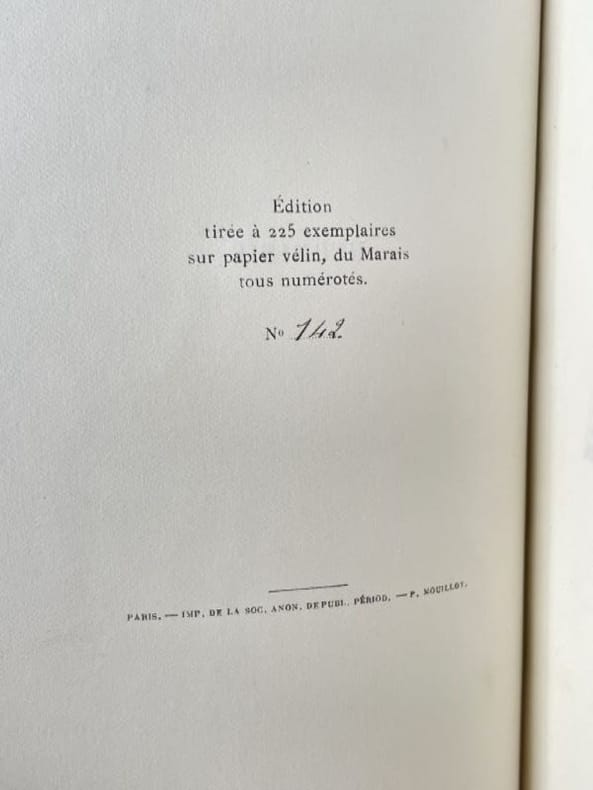 Édition
tirée à 225 exemplaires
sur papier vélin, du Marais
tous numérotés.
Nº 142
PARIS. — IMP. DE LA SOC. ANON. DE PUBL. PÉRIOD. — P. MOUILLOT.